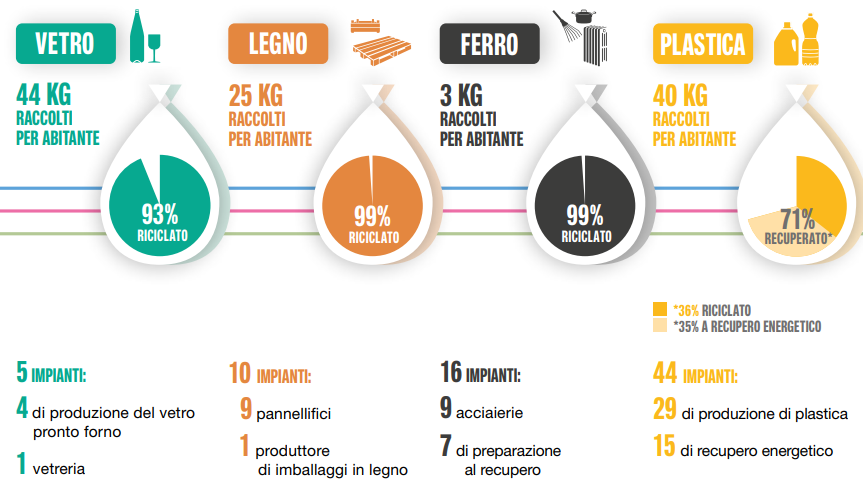 VETRO
44 KG
RACCOLTI
PER ABITANTE
93%
RICICLATO
5 IMPIANTI:
4 di produzione del vetro
pronto forno
1 vetreria
LEGNO
25 KG
RACCOLTI
PER ABITANTE
99%
RICICLATO
10 IMPIANTI:
9 pannellifici
1 produttore
di imballaggi in legno
FERRO
3 KG
RACCOLTI
PER ABITANTE
99%
RICICLATO
16 IMPIANTI:
9 acciaierie
7 di preparazione
al recupero
PLASTICA
40 KG
RACCOLTI
PER ABITANTE
71%
RECUPERATO*
*36% RICICLATO
*35% A RECUPERO ENERGETICO
44 IMPIANTI:
29 di produzione di plastica
15 di recupero energetico